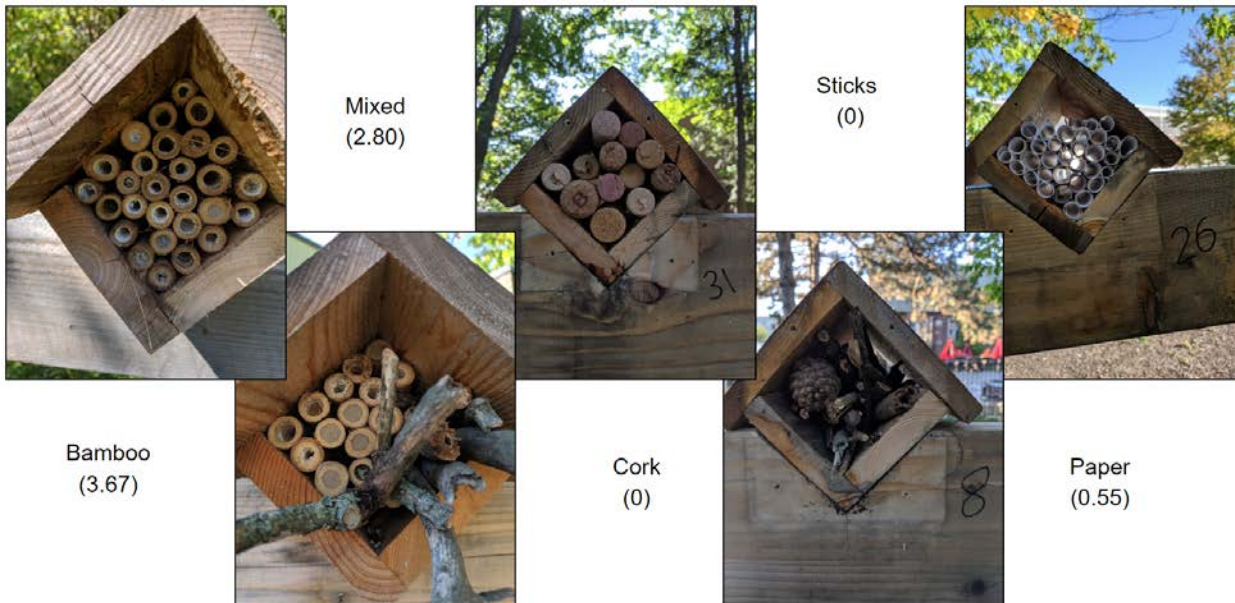 Mixed
(2.80)
Sticks
(0)
31
26
Bamboo
(3.67)
Cork
(0)
8
Paper
(0.55)